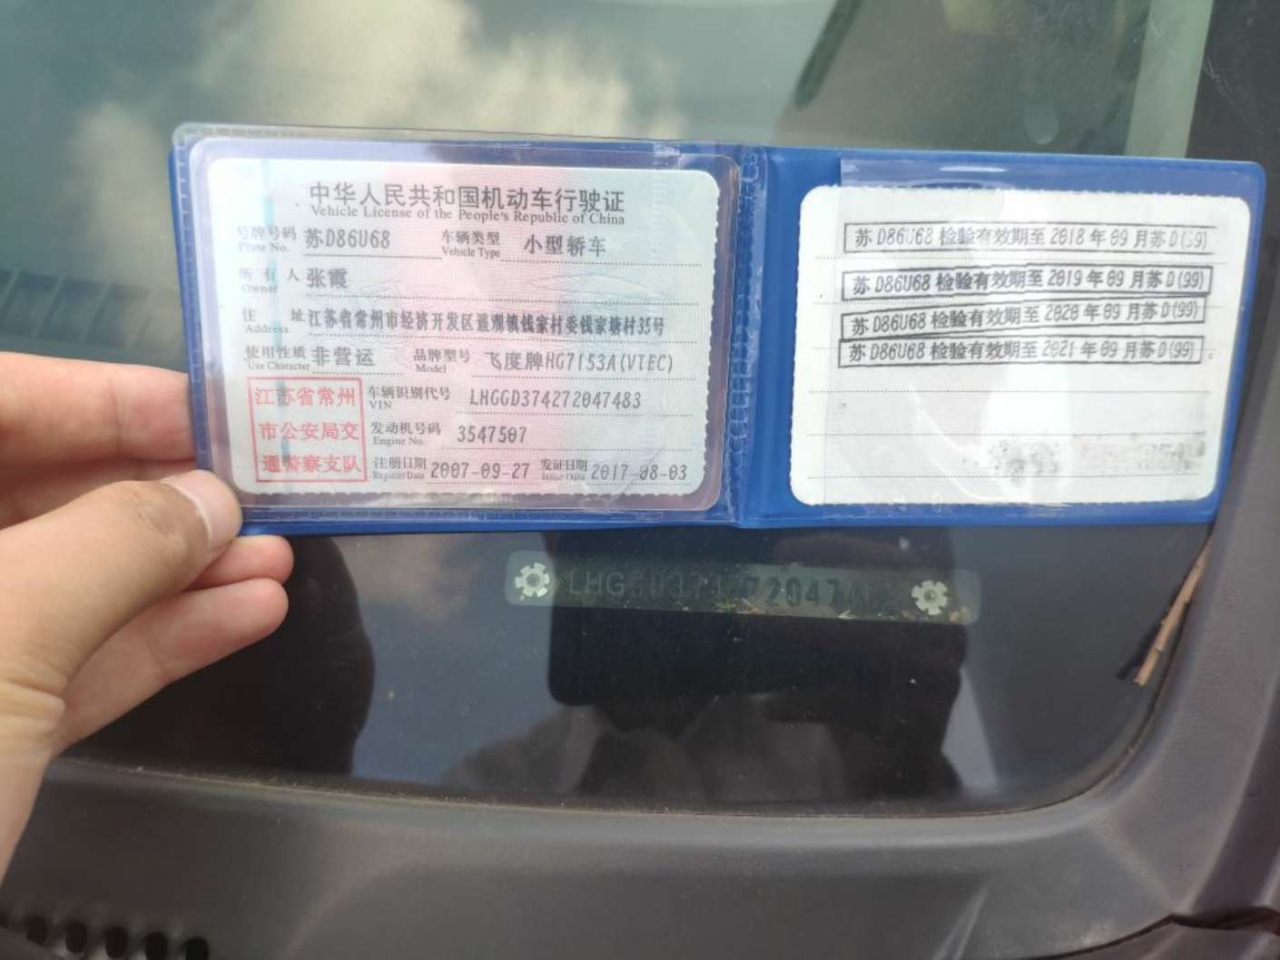 中华人民共和国机动车行驶证
Vehicle License of the People's Republic of China
号牌号码 苏D86U68 车辆类型 小型轿车
Plate No. Vehicle Type
所有人 张霞
Owner
住址 江苏省常州市经济开发区遥观镇钱家村委钱家塘村35号
Address
使用性质 非营运 品牌型号 飞度牌HG7153A(VTEC)
Use Character Model
江苏省常州
市公安局交
通警察支队
车辆识别代号 LHGGD374272047483
VIN
发动机号码 3547507
Engine No.
注册日期 2007-09-27 发证日期 2017-08-03
Register Date Issue Date
苏D86U68 检验有效期至 2018年09月苏D(99)
苏D86U68 检验有效期至 2019年09月苏D(99)
苏D86U68 检验有效期至 2020年09月苏D(99)
苏D86U68 检验有效期至 2021年09月苏D(99)